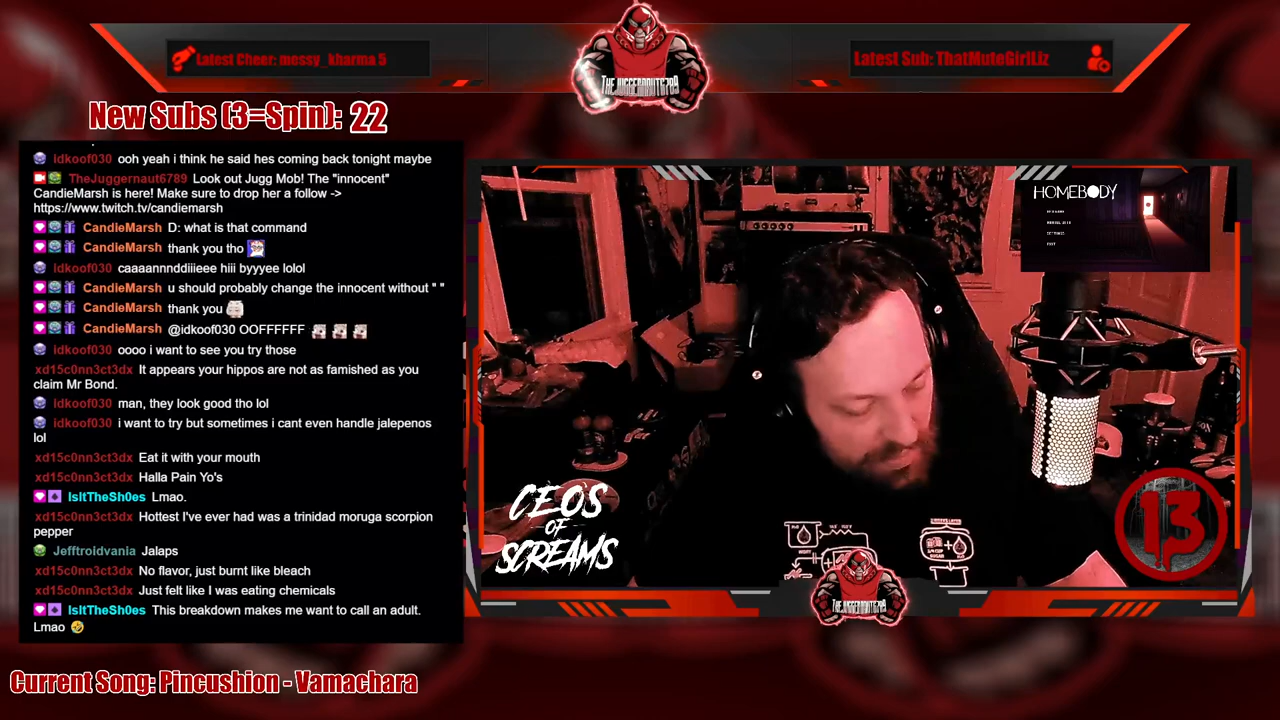 Latest Cheer: messy_kharma 5
THEJUGGERNAUT6789
Latest Sub: ThatMuteGirlLiz
New Subs (3=Spin): 22
idkoof030 ooh yeah i think he said hes coming back tonight maybe
TheJuggernaut6789 Look out Jugg Mob! The "innocent"
CandieMarsh is here! Make sure to drop her a follow ->
https://www.twitch.tv/candiemarsh
CandieMarsh D: what is that command
CandieMarsh thank you tho
idkoof030 caaaannnddiiieee hiii byyyee lolol
CandieMarsh u should probably change the innocent without " "
CandieMarsh thank you
CandieMarsh @idkoof030 OOFFFFFF
idkoof030 oooo i want to see you try those
xd15c0nn3ct3dx It appears your hippos are not as famished as you
claim Mr Bond.
idkoof030 man, they look good tho lol
idkoof030 i want to try but sometimes i cant even handle jalepenos
lol
xd15c0nn3ct3dx Eat it with your mouth
xd15c0nn3ct3dx Halla Pain Yo's
IsItTheSh0es Lmao.
xd15c0nn3ct3dx Hottest I've ever had was a trinidad moruga scorpion
pepper
Jefftroidvania Jalaps
xd15c0nn3ct3dx No flavor, just burnt like bleach
xd15c0nn3ct3dx Just felt like I was eating chemicals
IsItTheSh0es This breakdown makes me want to call an adult.
Lmao
HOMEBODY
CEOS
OF
SCREAMS
13
THEJUGGERNAUT6789
Current Song: Pincushion - Vamachara